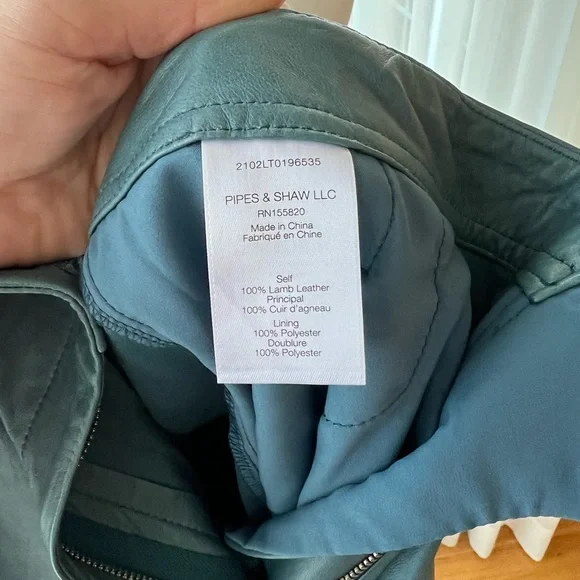 2102LT0196535
PIPES & SHAW LLC
RN155820
Made in China
Fabriqué en Chine
Self
100% Lamb Leather
Principal
100% Cuir d'agneau
Lining
100% Polyester
Doublure
100% Polyester